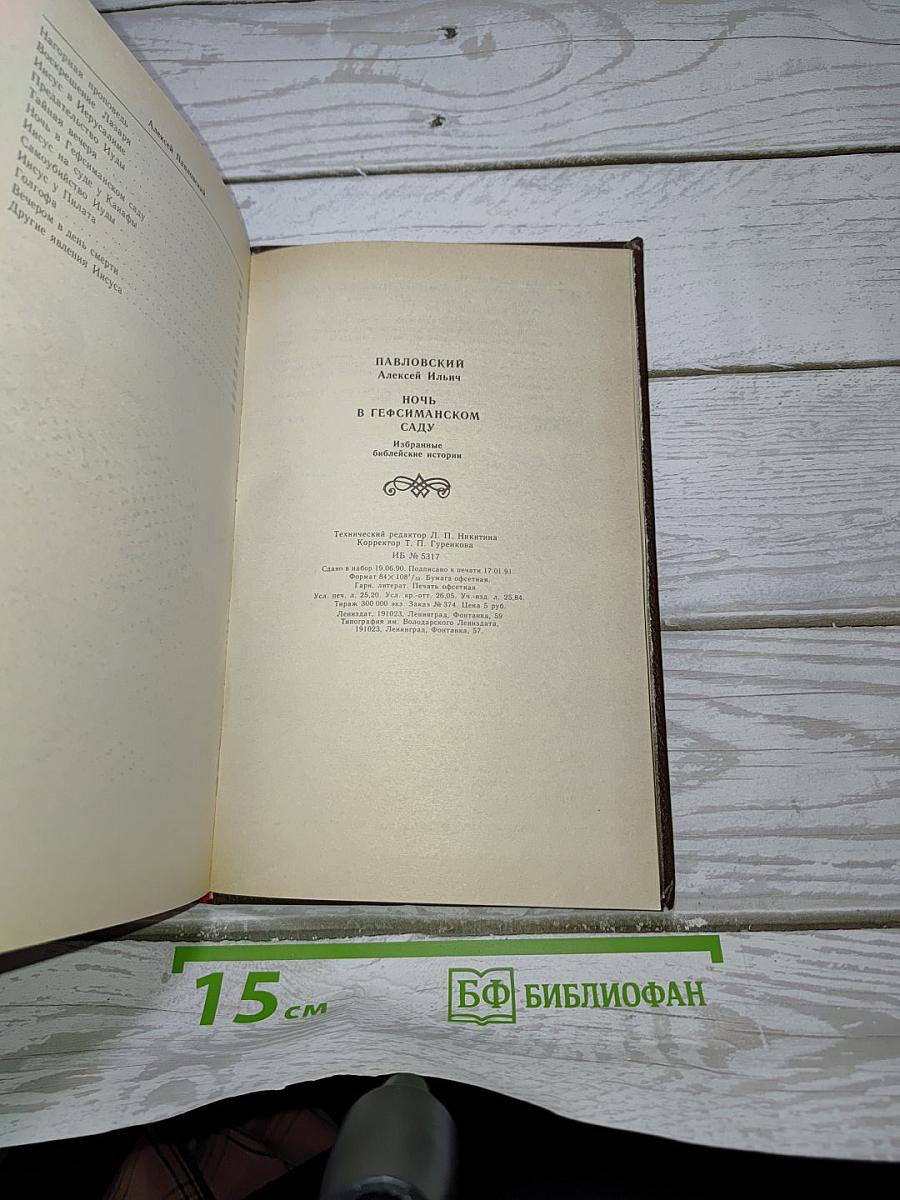 Алексей Павловский
Нагорная проповедь
Воскрешение Лазаря
Иисус в Иерусалиме
Предательство Иуды
Тайная вечеря
Ночь в Гефсиманском саду
Иисус на суде у Каиафы
Самоубийство Иуды
Иисус у Пилата
Голгофа
Вечером в день смерти
Другие явления Иисуса
ПАВЛОВСКИЙ
Алексей Ильич
НОЧЬ
В ГЕФСИМАНСКОМ
САДУ
Избранные
библейские истории
Технический редактор Л. П. Никитина
Корректор Т. П. Гуренкова
ИБ № 5317
Сдано в набор 19.06.90. Подписано к печати 17.01.91.
Формат 84×108¹/₃₂. Бумага офсетная.
Гарн. литерат. Печать офсетная.
Усл. печ. л. 25,20. Усл. кр.-отт. 26,05. Уч.-изд. л. 25,84.
Тираж 300 000 экз. Заказ № 374. Цена 5 руб.
Лениздат, 191023, Ленинград, Фонтанка, 59
Типография им. Володарского Лениздата,
191023, Ленинград, Фонтанка, 57.
15 см
БФ БИБЛИОФАН